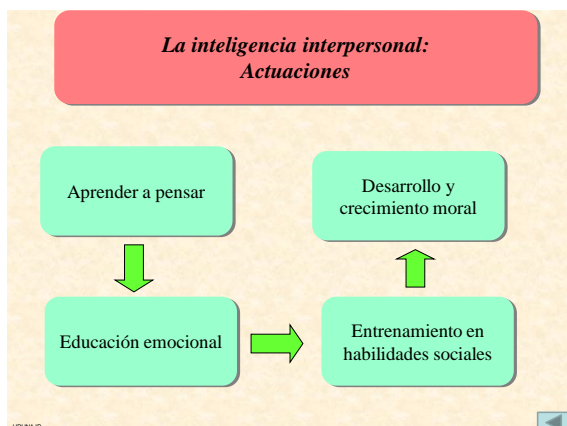 La inteligencia interpersonal:
Actuaciones
Aprender a pensar
Desarrollo y
crecimiento moral
Educación emocional
Entrenamiento en
habilidades sociales